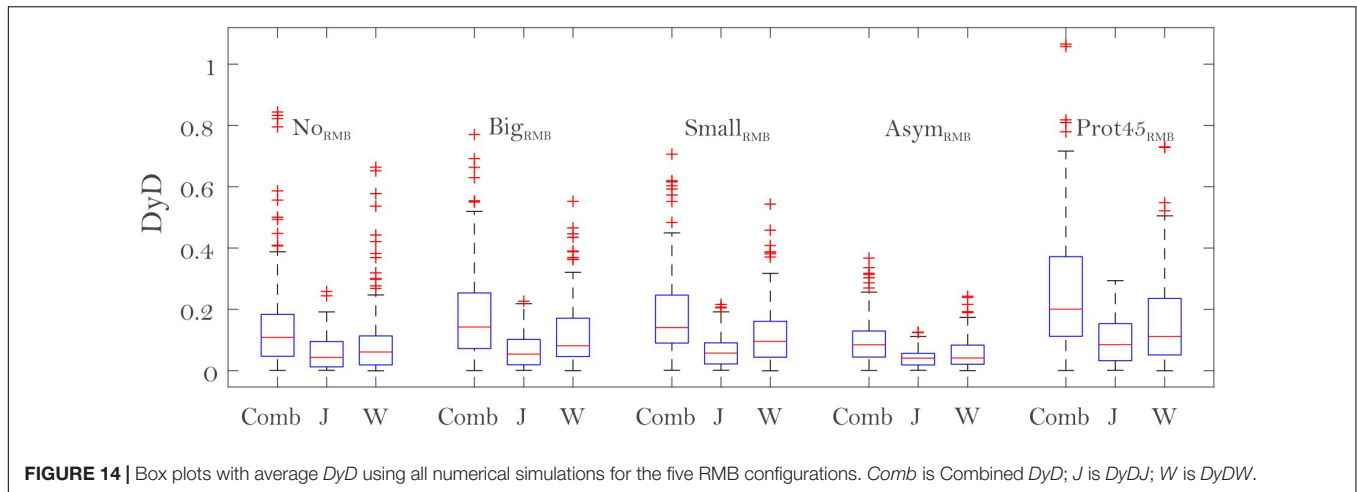 1
0.8
0.6
0.4
0.2
0
DyD
No_RMB
Big_RMB
Small_RMB
Asym_RMB
Prot45_RMB
Comb J W Comb J W Comb J W Comb J W Comb J W
FIGURE 14 | Box plots with average DyD using all numerical simulations for the five RMB configurations. Comb is Combined DyD; J is DyDJ; W is DyDW.